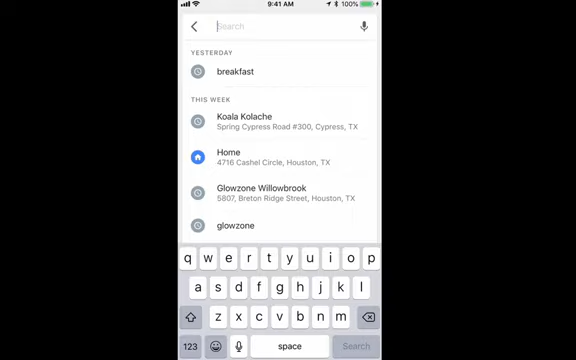 9:41 AM
100%
Search
YESTERDAY
breakfast
THIS WEEK
Koala Kolache
Spring Cypress Road #300, Cypress, TX
Home
4716 Cashel Circle, Houston, TX
Glowzone Willowbrook
5807, Breton Ridge Street, Houston, TX
glowzone
q w e r t y u i o p
a s d f g h j k l
z x c v b n m
123 space Search